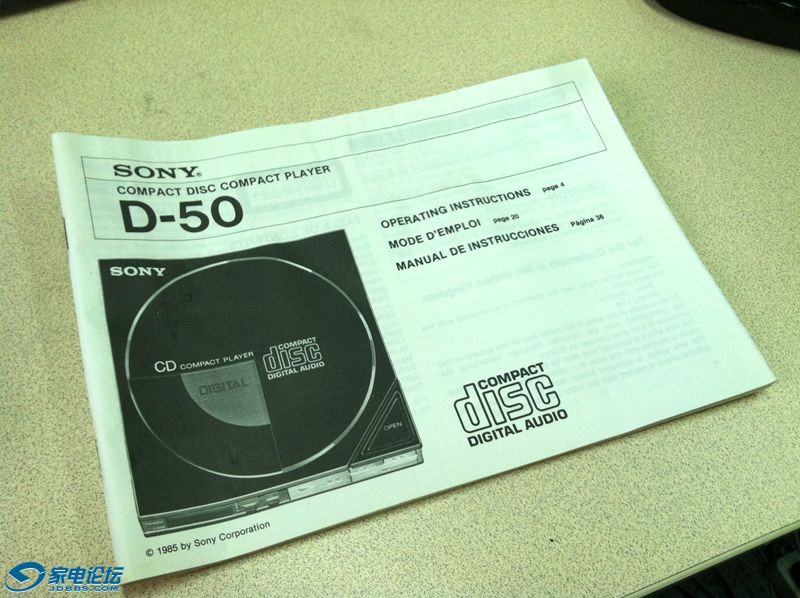 SONY®
COMPACT DISC COMPACT PLAYER
D-50
OPERATING INSTRUCTIONS page 4
MODE D'EMPLOI page 20
MANUAL DE INSTRUCCIONES Página 36
SONY
CD COMPACT PLAYER
DIGITAL
COMPACT
disc
DIGITAL AUDIO
OPEN
COMPACT
disc
DIGITAL AUDIO
© 1985 by Sony Corporation
家电论坛
JDBBS.COM